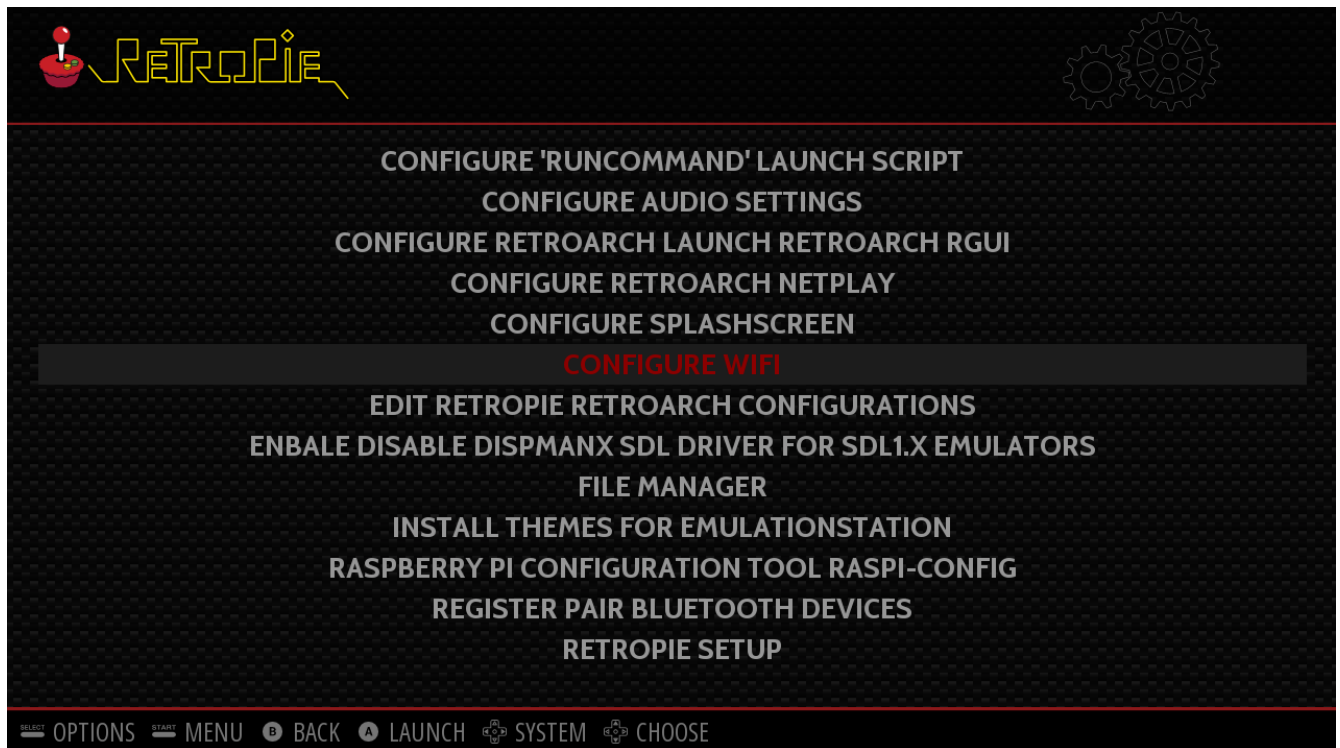 RETROPIE
CONFIGURE 'RUNCOMMAND' LAUNCH SCRIPT
CONFIGURE AUDIO SETTINGS
CONFIGURE RETROARCH LAUNCH RETROARCH RGUI
CONFIGURE RETROARCH NETPLAY
CONFIGURE SPLASHSCREEN
CONFIGURE WIFI
EDIT RETROPIE RETROARCH CONFIGURATIONS
ENBALE DISABLE DISPMANX SDL DRIVER FOR SDL1.X EMULATORS
FILE MANAGER
INSTALL THEMES FOR EMULATIONSTATION
RASPBERRY PI CONFIGURATION TOOL RASPI-CONFIG
REGISTER PAIR BLUETOOTH DEVICES
RETROPIE SETUP
SELECT OPTIONS START MENU B BACK A LAUNCH SYSTEM CHOOSE